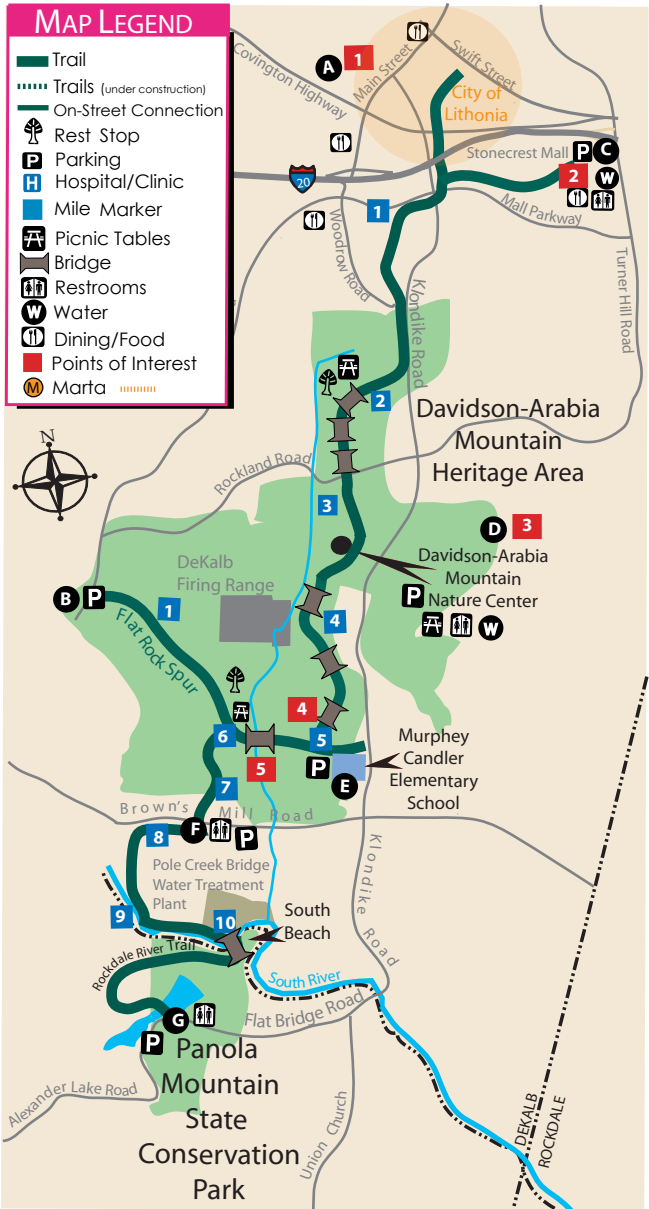 MAP LEGEND
Trail
Trails (under construction)
On-Street Connection
Rest Stop
P Parking
H Hospital/Clinic
Mile Marker
Picnic Tables
Bridge
Restrooms
W Water
Dining/Food
Points of Interest
M Marta
Covington Highway
A
1
Main Street
Swift Street
City of
Lithonia
20
Stonecrest Mall
P
C
2
W
Mall Parkway
1
Woodrow Road
Klondike Road
Turner Hill Road
N
2
Davidson-Arabia
Mountain
Heritage Area
Rockland Road
3
D
3
DeKalb
Firing Range
Davidson-Arabia
Mountain
Nature Center
P
W
B
P
1
Flat Rock Spur
4
4
5
6
5
P
E
Murphey
Candler
Elementary
School
7
Brown's Mill Road
F
P
8
Klondike Road
Pole Creek Bridge
Water Treatment
Plant
9
10
South
Beach
Rockdale River Trail
South River
G
P
Flat Bridge Road
Panola
Mountain
State
Conservation
Park
Alexander Lake Road
Union Church
DEKALB
ROCKDALE